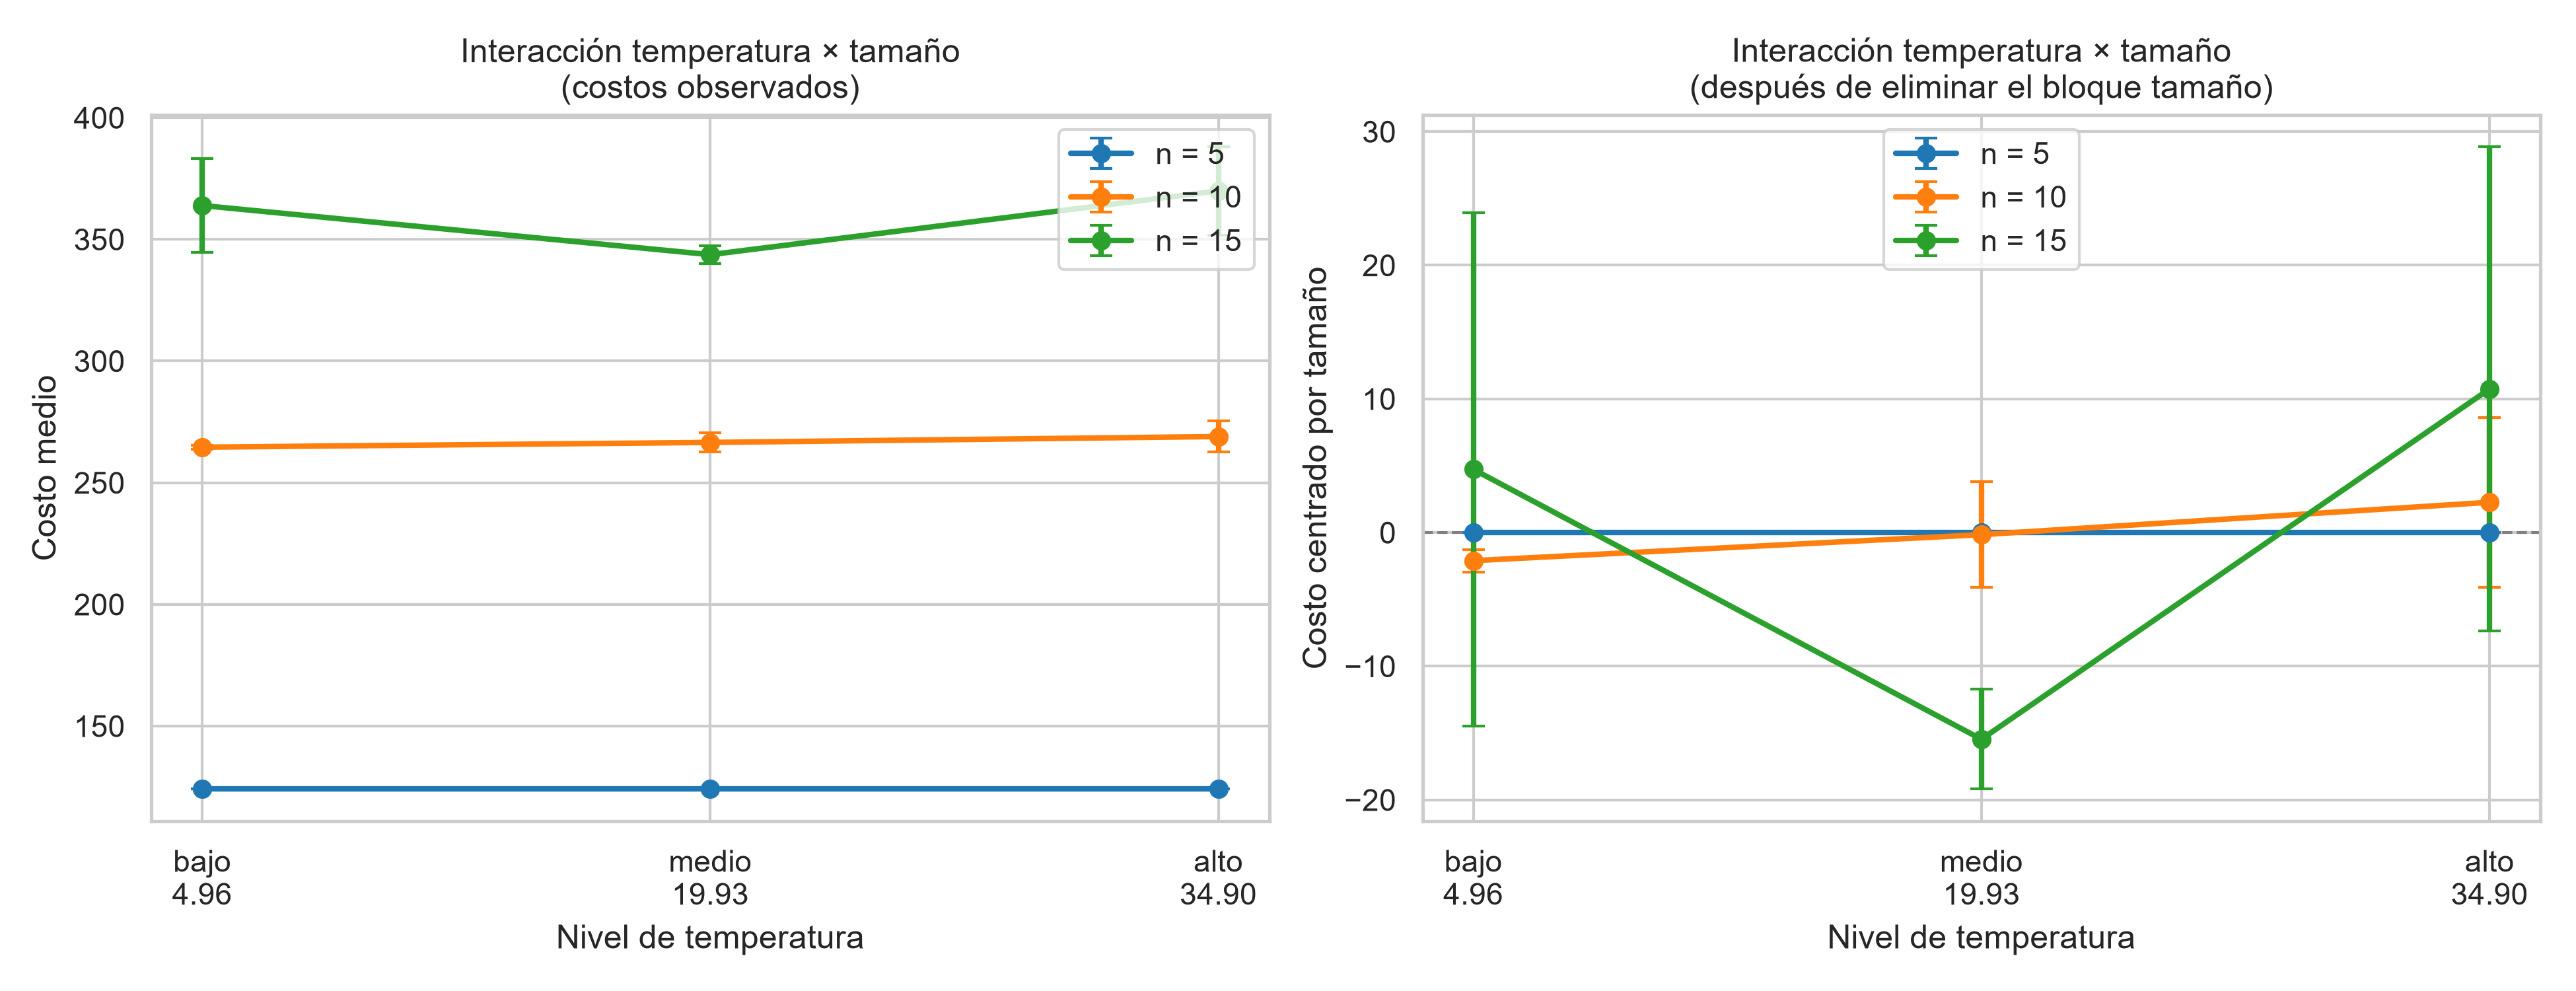 Interacción temperatura × tamaño
(costos observados)
400
350
300
250
200
150
Costo medio
n = 5
n = 10
n = 15
bajo
4.96
medio
19.93
alto
34.90
Nivel de temperatura
Interacción temperatura × tamaño
(después de eliminar el bloque tamaño)
30
20
10
0
−10
−20
Costo centrado por tamaño
n = 5
n = 10
n = 15
bajo
4.96
medio
19.93
alto
34.90
Nivel de temperatura